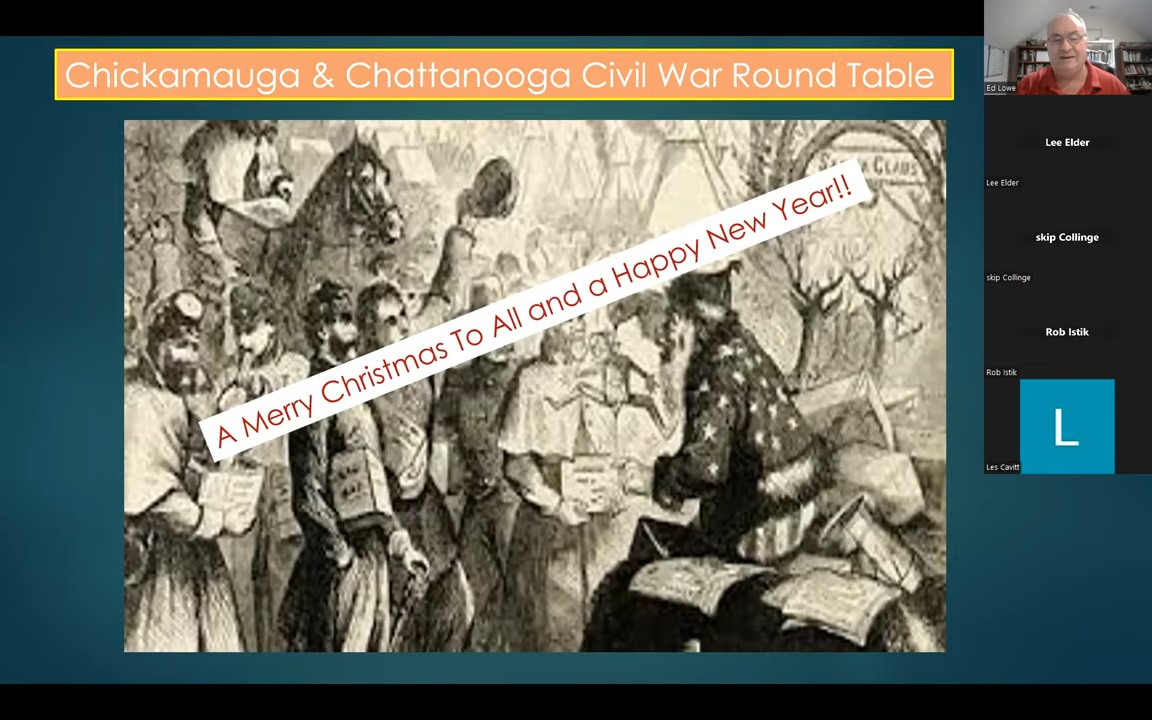 Chickamauga & Chattanooga Civil War Round Table
A Merry Christmas To All and a Happy New Year!!
CLAUS
Ed Lowe
Lee Elder
Lee Elder
skip Collinge
skip Collinge
Rob Istik
Rob Istik
L
Les Cavitt